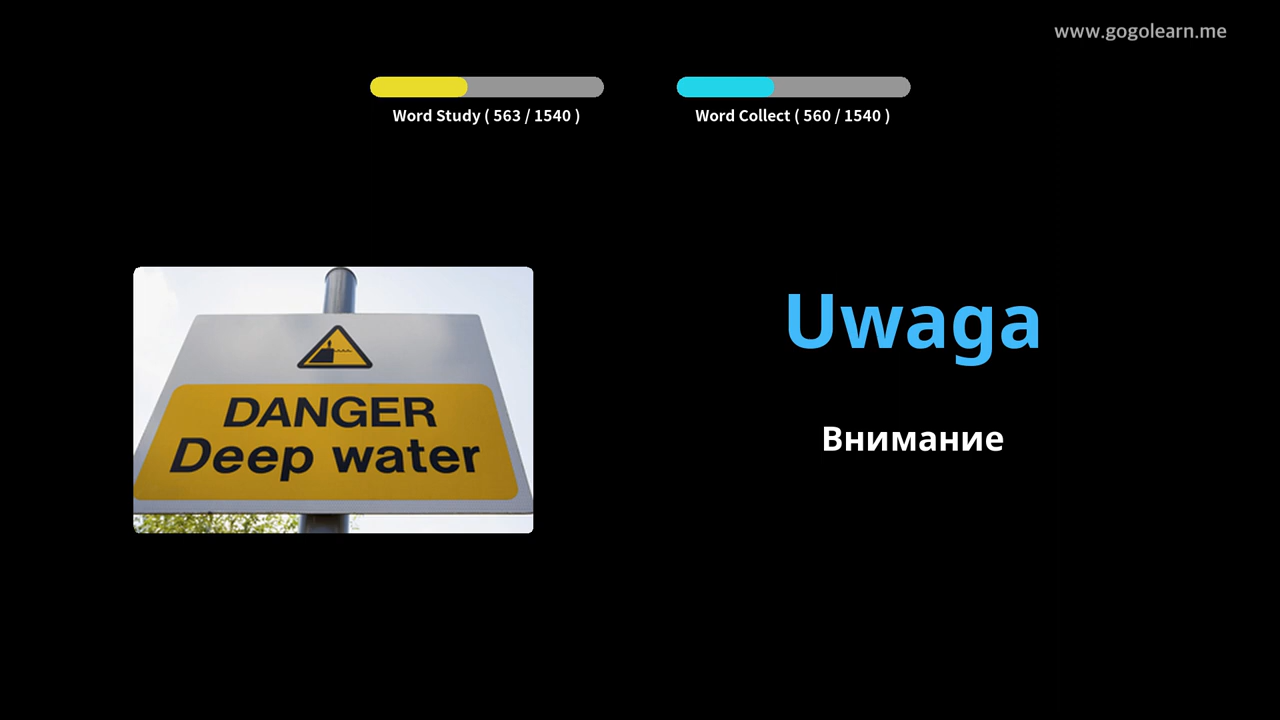 www.gogolearn.me
Word Study ( 563 / 1540 )
Word Collect ( 560 / 1540 )
DANGER
Deep water
Uwaga
Внимание